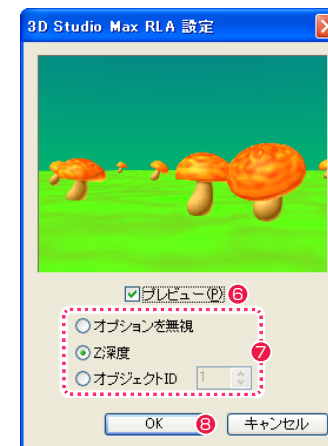 3D Studio Max RLA 設定
プレビュー(P) 6
オプションを無視
Z深度 7
オブジェクトID 1
OK 8 キャンセル